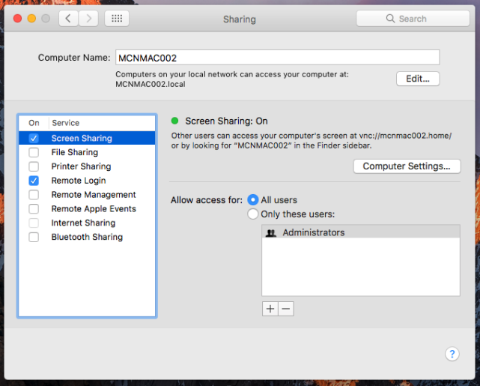 Sharing
Search
Computer Name: MCNMAC002
Computers on your local network can access your computer at:
MCNMAC002.local
Edit...
On Service
Screen Sharing
File Sharing
Printer Sharing
Remote Login
Remote Management
Remote Apple Events
Internet Sharing
Bluetooth Sharing
Screen Sharing: On
Other users can access your computer's screen at vnc://mcnmac002.home/
or by looking for "MCNMAC002" in the Finder sidebar.
Computer Settings...
Allow access for: All users
Only these users:
Administrators
+ −
?